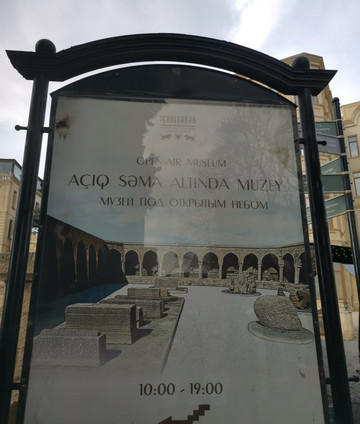 OPEN-AIR MUSEUM
AÇIQ SƏMA ALTINDA MUZEY
МУЗЕЙ ПОД ОТКРЫТЫМ НЕБОМ
10:00 - 19:00